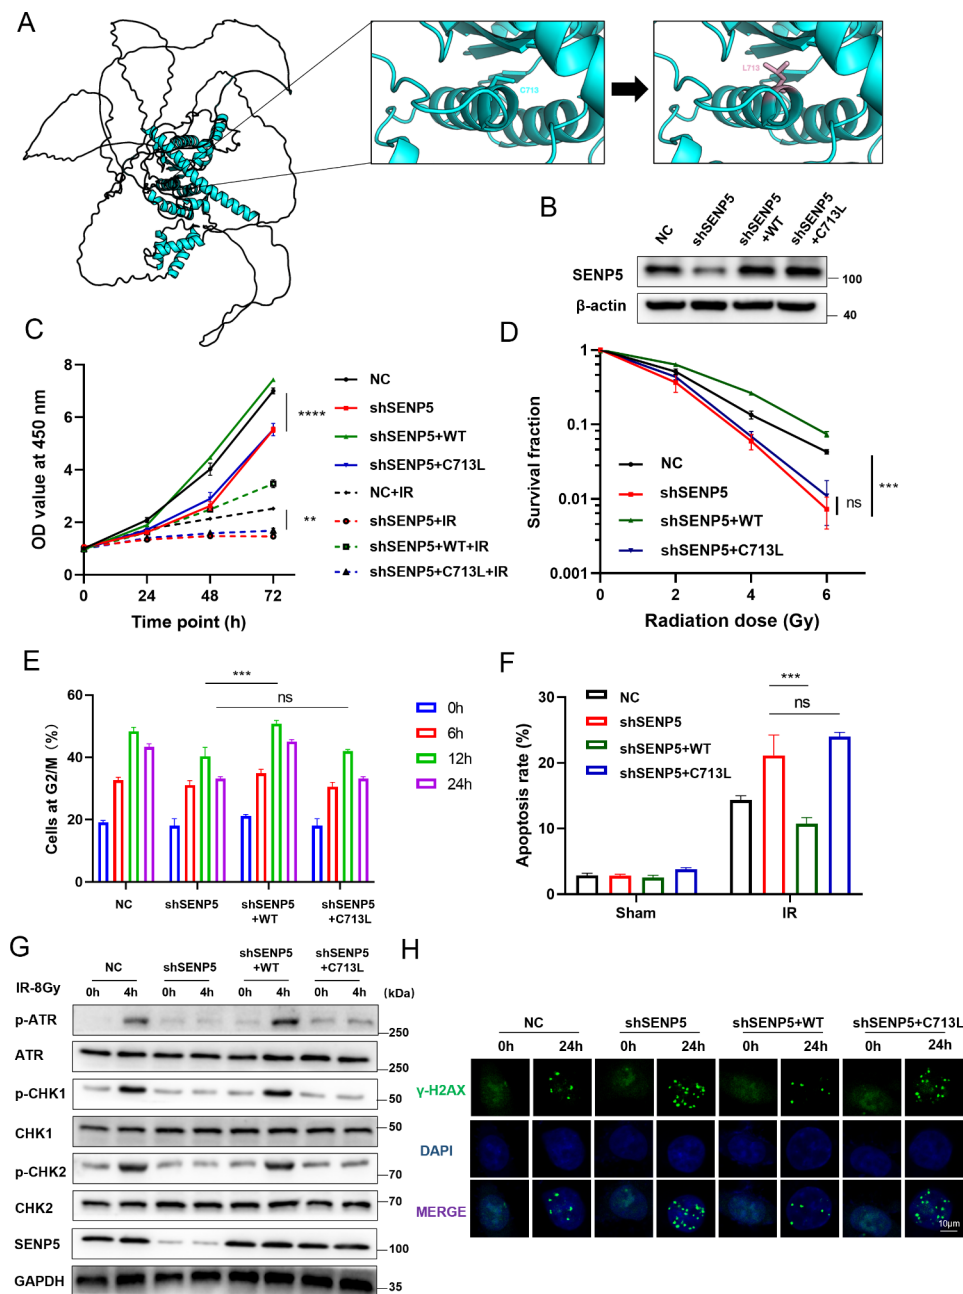 A
C713
L713
B
NC
shSENP5
shSENP5
+WT
shSENP5
+C713L
SENP5
100
β-actin
40
C
OD value at 450 nm
8
6
4
2
0
0
24
48
72
Time point (h)
****
**
NC
shSENP5
shSENP5+WT
shSENP5+C713L
NC+IR
shSENP5+IR
shSENP5+WT+IR
shSENP5+C713L+IR
D
Survival fraction
1
0.1
0.01
0.001
0
2
4
6
Radiation dose (Gy)
NC
shSENP5
shSENP5+WT
shSENP5+C713L
ns
***
E
Cells at G2/M (%)
60
40
20
0
***
ns
NC
shSENP5
shSENP5
+WT
shSENP5
+C713L
0h
6h
12h
24h
F
Apoptosis rate (%)
30
20
10
0
NC
shSENP5
shSENP5+WT
shSENP5+C713L
***
ns
Sham
IR
G
NC
shSENP5
shSENP5
+WT
shSENP5
+C713L
IR-8Gy
0h 4h 0h 4h 0h 4h 0h 4h (kDa)
p-ATR
250
ATR
250
p-CHK1
50
CHK1
50
p-CHK2
70
CHK2
70
SENP5
100
GAPDH
35
H
NC shSENP5 shSENP5+WT shSENP5+C713L
0h 24h 0h 24h 0h 24h 0h 24h
γ-H2AX
DAPI
MERGE
10μm